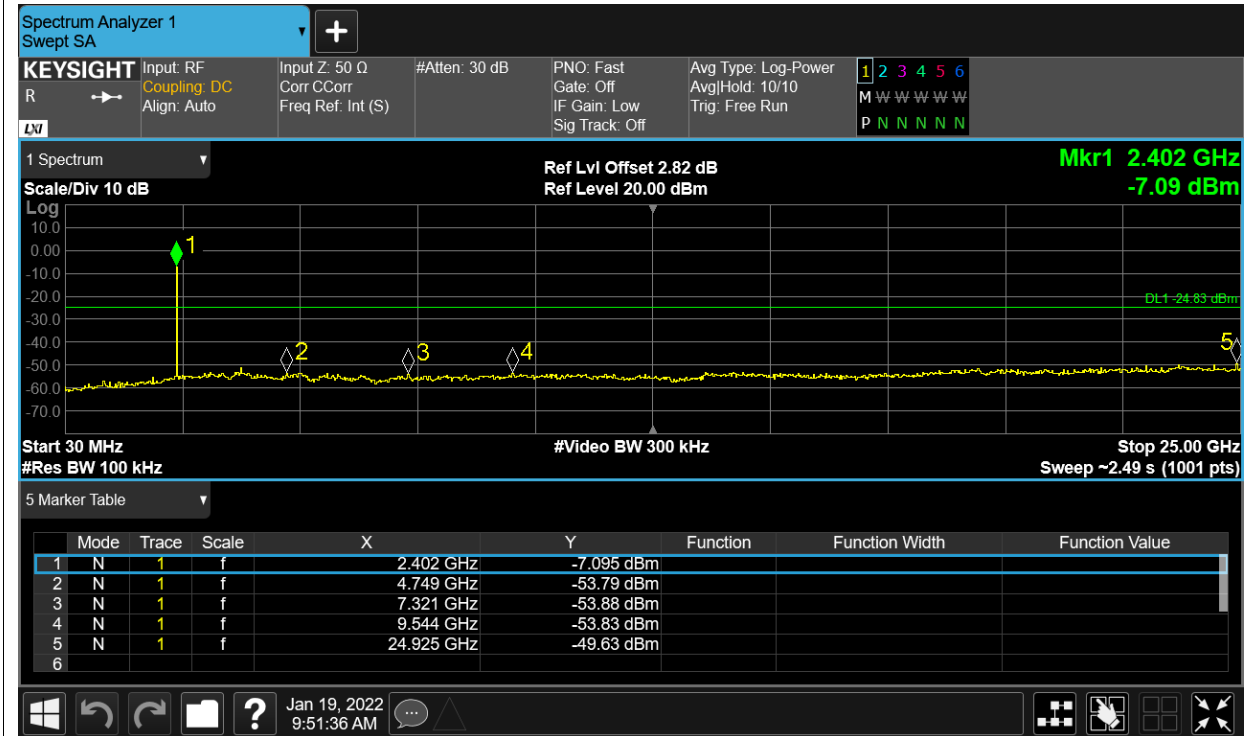 Spectrum Analyzer 1
Swept SA
+
KEYSIGHT Input: RF Input Z: 50 Ω #Atten: 30 dB PNO: Fast Avg Type: Log-Power 1 2 3 4 5 6
R Coupling: DC Corr CCorr Gate: Off Avg|Hold: 10/10 M W W W W W
Align: Auto Freq Ref: Int (S) IF Gain: Low Trig: Free Run
LXI Sig Track: Off P N N N N N
1 Spectrum Ref Lvl Offset 2.82 dB Mkr1 2.402 GHz
Scale/Div 10 dB Ref Level 20.00 dBm -7.09 dBm
Log
10.0
0.00 1
-10.0
-20.0 DL1 -24.83 dBm
-30.0
-40.0 2 3 4 5
-50.0
-60.0
-70.0
Start 30 MHz #Video BW 300 kHz Stop 25.00 GHz
#Res BW 100 kHz Sweep ~2.49 s (1001 pts)
5 Marker Table
Mode Trace Scale X Y Function Function Width Function Value
1 N 1 f 2.402 GHz -7.095 dBm
2 N 1 f 4.749 GHz -53.79 dBm
3 N 1 f 7.321 GHz -53.88 dBm
4 N 1 f 9.544 GHz -53.83 dBm
5 N 1 f 24.925 GHz -49.63 dBm
6
? Jan 19, 2022
9:51:36 AM